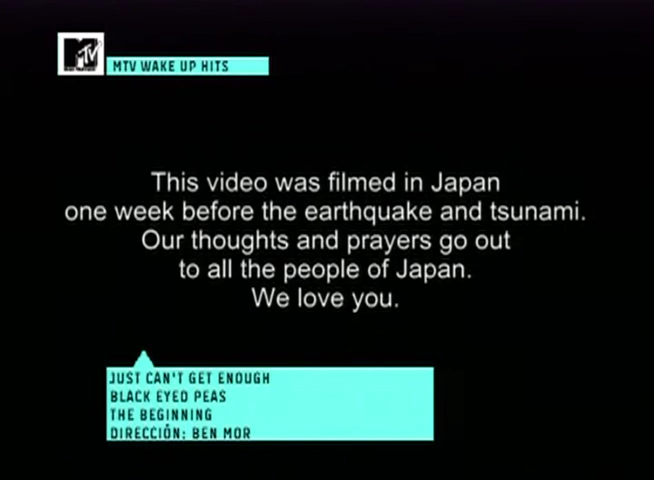 MTV
MTV WAKE UP HITS
This video was filmed in Japan
one week before the earthquake and tsunami.
Our thoughts and prayers go out
to all the people of Japan.
We love you.
JUST CAN'T GET ENOUGH
BLACK EYED PEAS
THE BEGINNING
DIRECCIÓN: BEN MOR